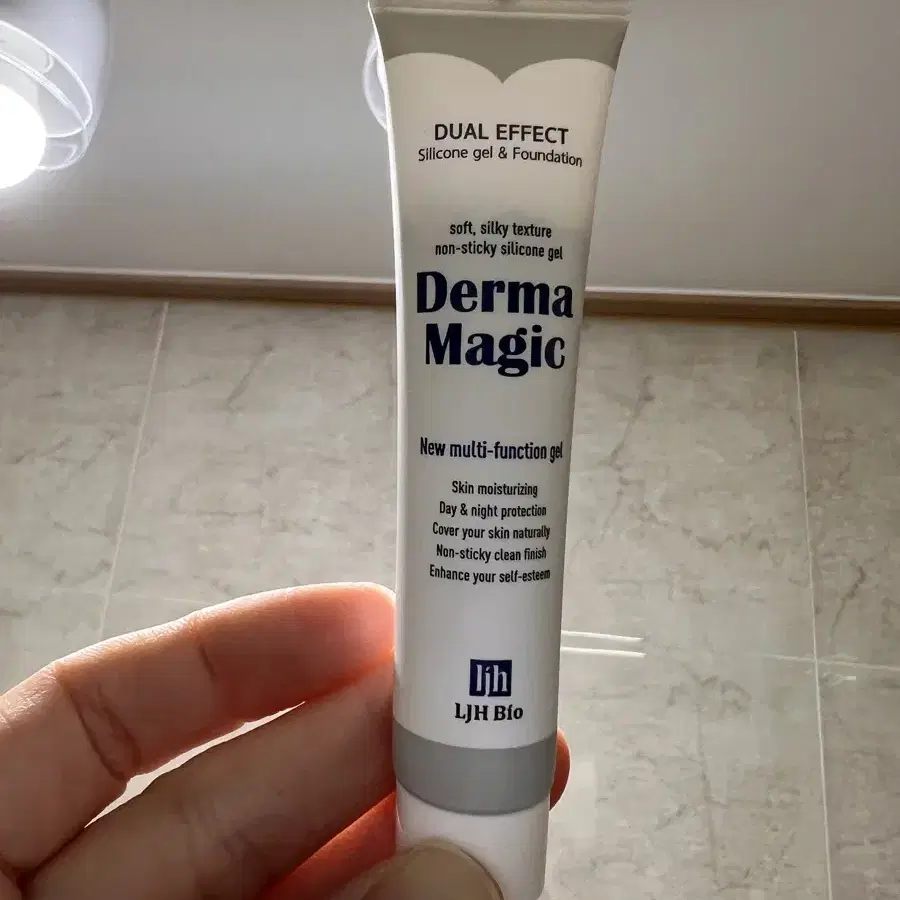 DUAL EFFECT
Silicone gel & Foundation
soft, silky texture
non-sticky silicone gel
Derma
Magic
New multi-function gel
Skin moisturizing
Day & night protection
Cover your skin naturally
Non-sticky clean finish
Enhance your self-esteem
ljh
LJH Bio